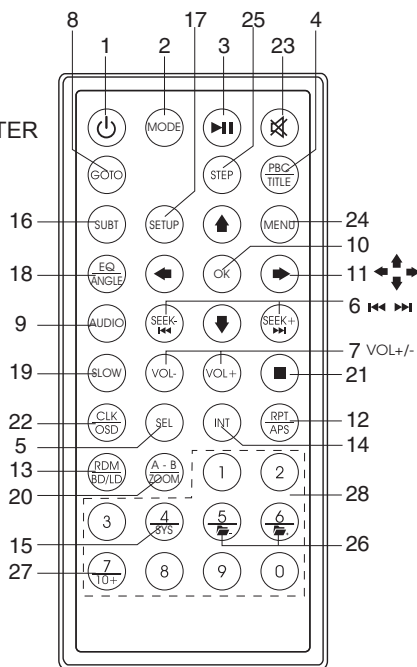 8 17 25 4
1 2 3 23
TER
MODE
GOTO STEP PBC
TITLE
16 SUBT SETUP MENU 24
10
18 EQ
ANGLE OK 11
9 AUDIO SEEK- SEEK+ 6
7 VOL+/-
19 SLOW VOL- VOL+ 21
22 CLK
OSD SEL INT RPT
APS 12
5 14
13 RDM
BD/LD A - B
ZOOM 1 2
20 28
3 4
SYS 5
- 6
+
15 26
27 7
10+ 8 9 0